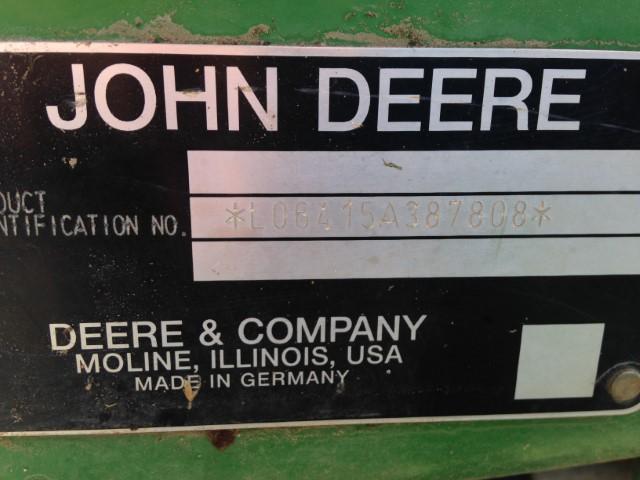 JOHN DEERE
DUCT
NTIFICATION NO.
*L06415A387808*
DEERE & COMPANY
MOLINE, ILLINOIS, USA
MADE IN GERMANY